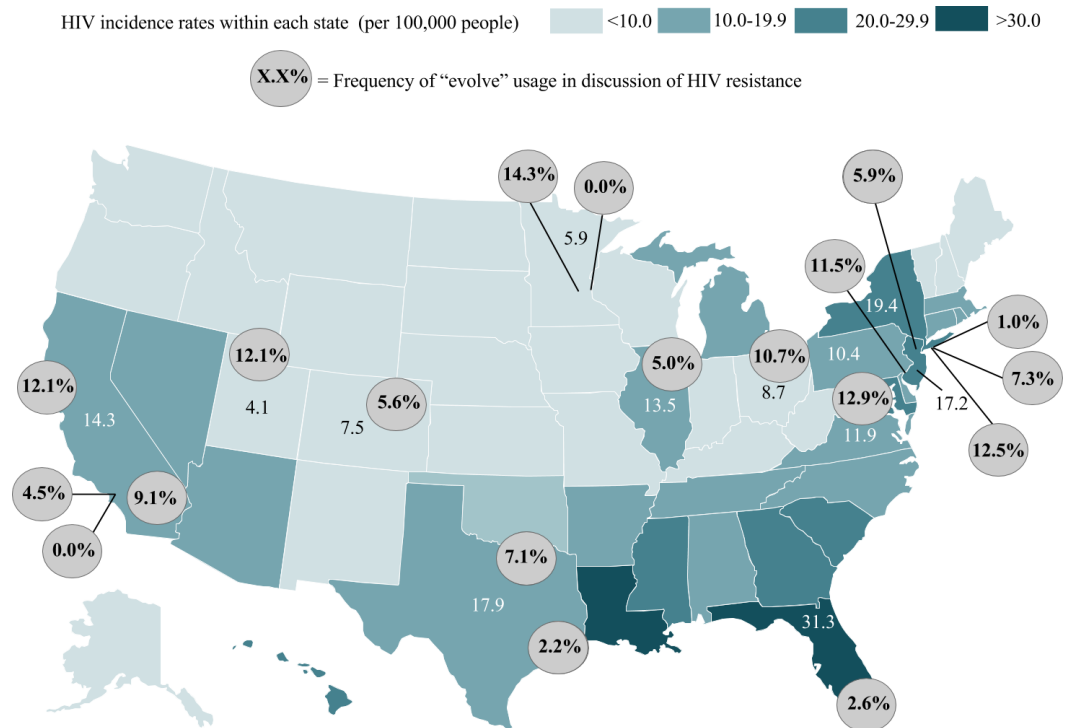 HIV incidence rates within each state (per 100,000 people) <10.0 10.0-19.9 20.0-29.9 >30.0
X.X% = Frequency of “evolve” usage in discussion of HIV resistance
14.3% 0.0% 5.9%
5.9
11.5%
19.4
1.0%
12.1% 5.0% 10.7% 10.4
12.1% 7.3%
5.6% 8.7 12.9%
4.1 13.5 17.2
14.3 7.5 11.9
12.5%
4.5% 9.1%
0.0% 7.1%
17.9
31.3
2.2%
2.6%